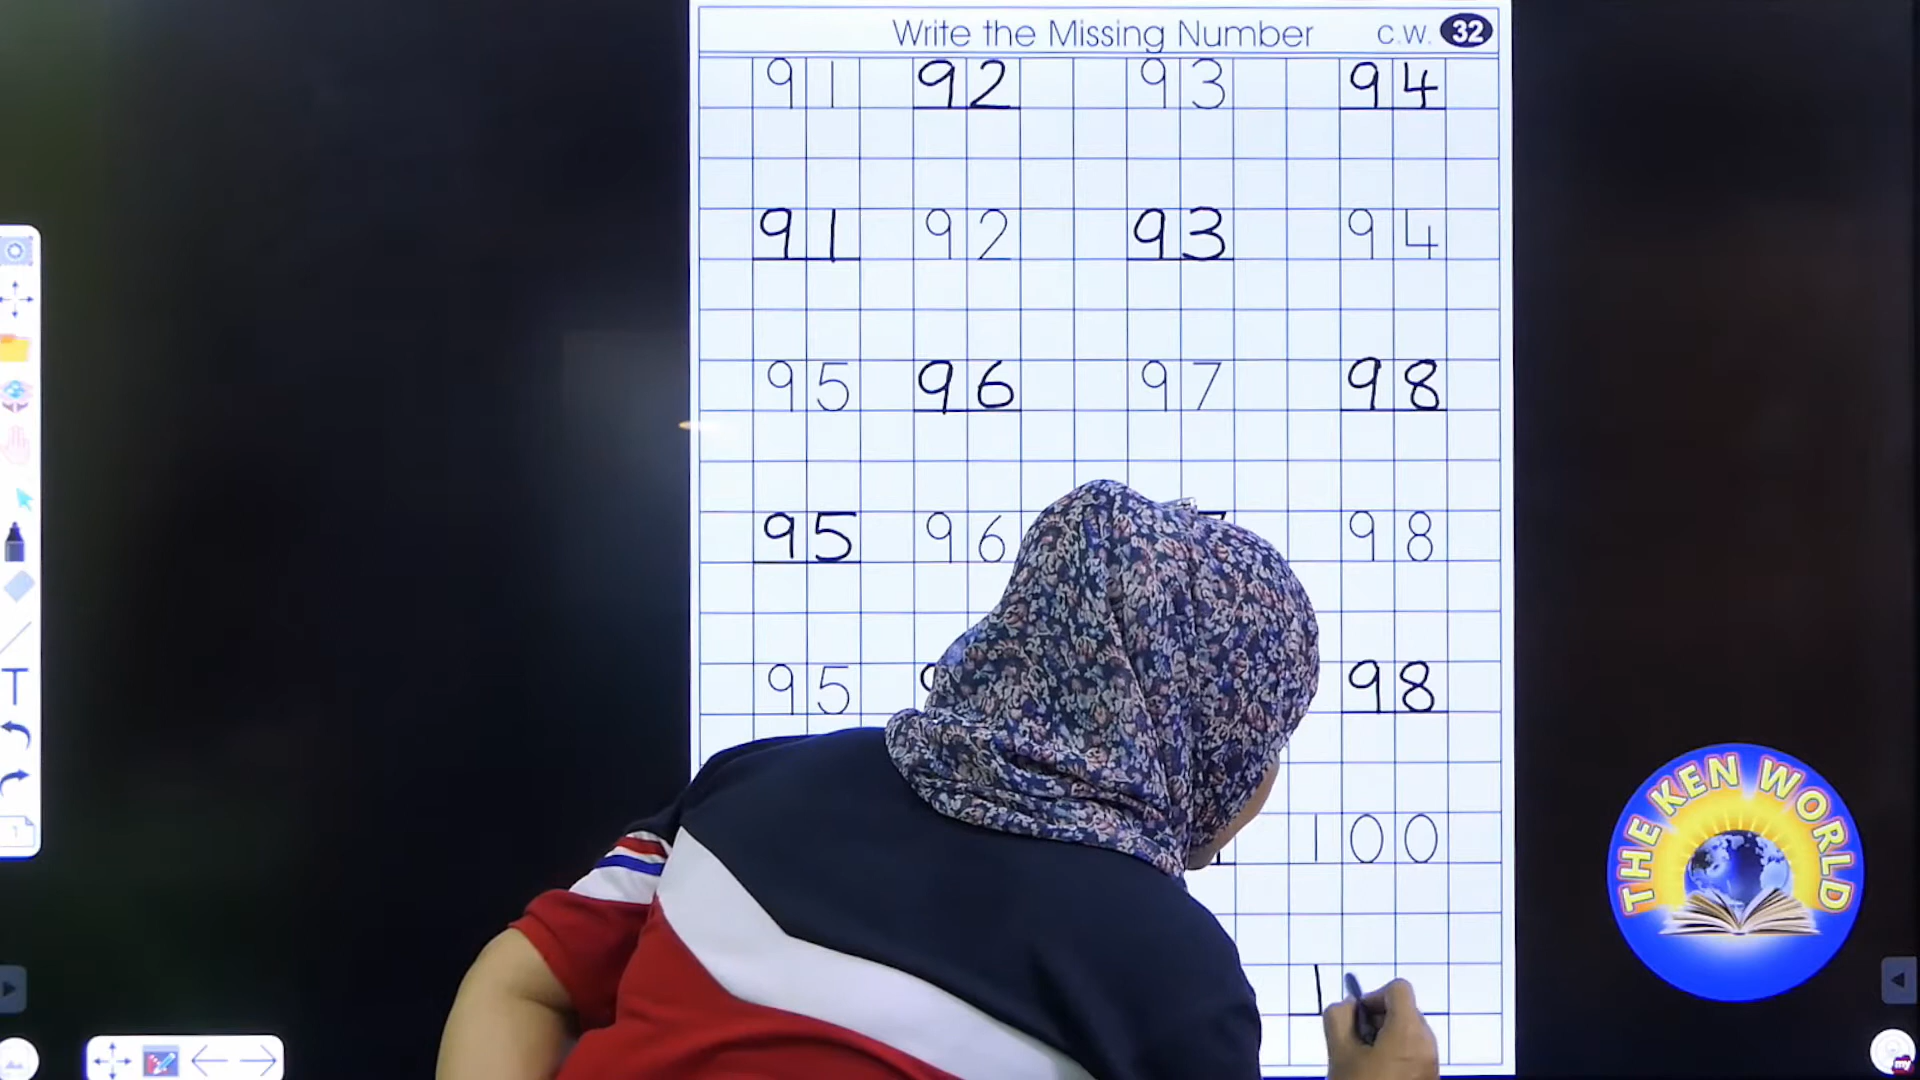 Write the Missing Number C.W. 32
91 92 93 94
91 92 93 94
95 96 97 98
95 96 98
95 98
100
1
THE KEN WORLD